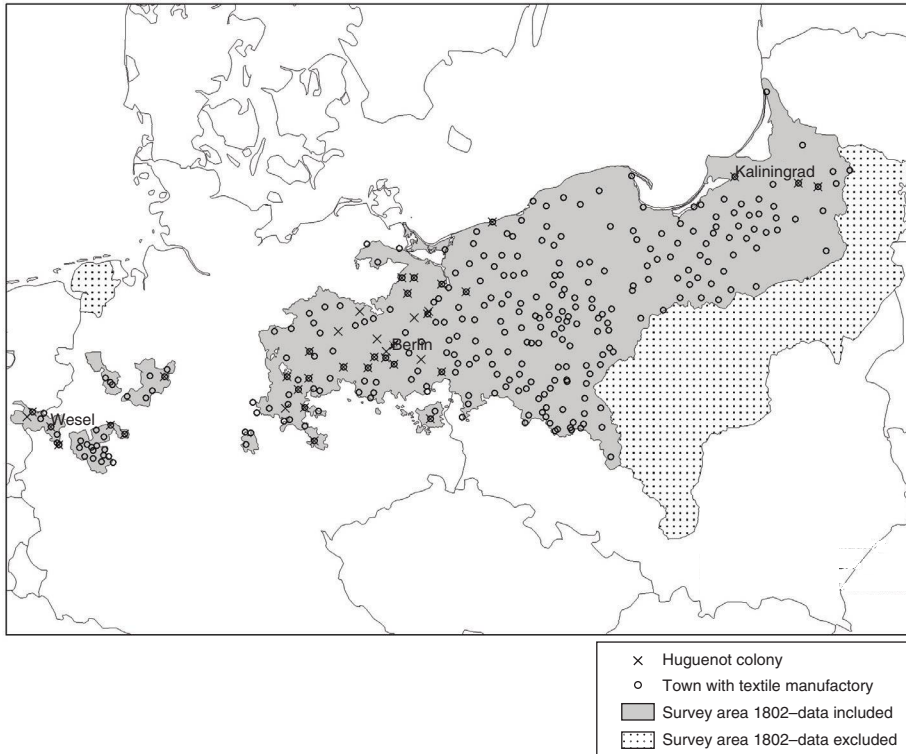 Kaliningrad
Berlin
Wesel
Huguenot colony
Town with textile manufactory
Survey area 1802–data included
Survey area 1802–data excluded